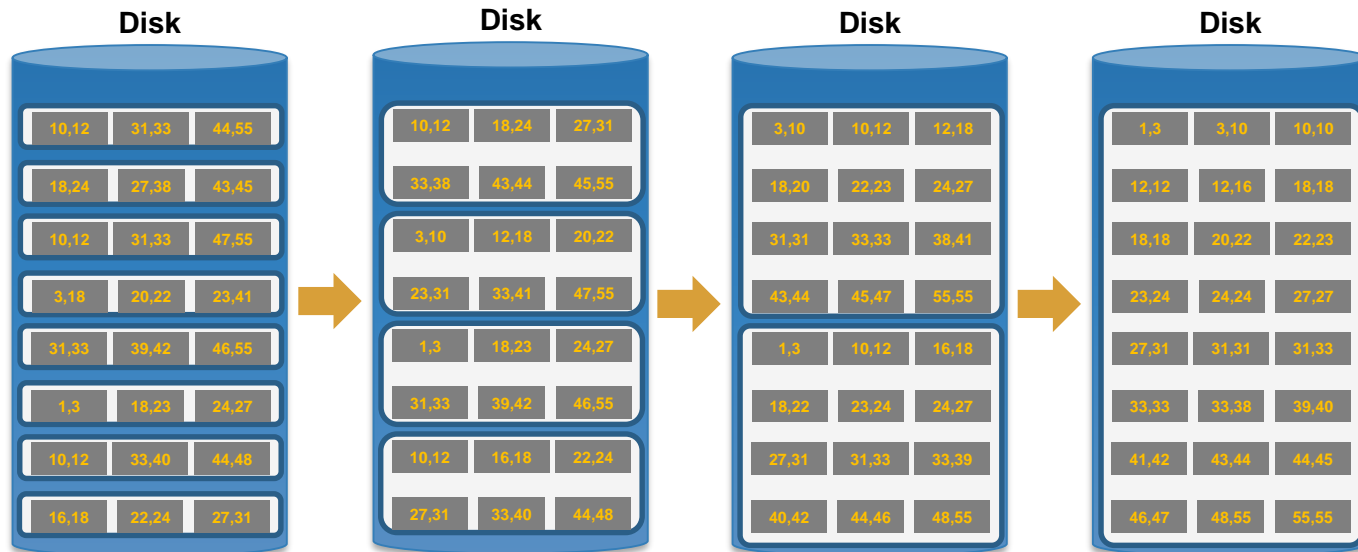 Disk
10,12 31,33 44,55
18,24 27,38 43,45
10,12 31,33 47,55
3,18 20,22 23,41
31,33 39,42 46,55
1,3 18,23 24,27
10,12 33,40 44,48
16,18 22,24 27,31
Disk
10,12 18,24 27,31
33,38 43,44 45,55
3,10 12,18 20,22
23,31 33,41 47,55
1,3 18,23 24,27
31,33 39,42 46,55
10,12 16,18 22,24
27,31 33,40 44,48
Disk
3,10 10,12 12,18
18,20 22,23 24,27
31,31 33,33 38,41
43,44 45,47 55,55
1,3 10,12 16,18
18,22 23,24 24,27
27,31 31,33 33,39
40,42 44,46 48,55
Disk
1,3 3,10 10,10
12,12 12,16 18,18
18,18 20,22 22,23
23,24 24,24 27,27
27,31 31,31 31,33
33,33 33,38 39,40
41,42 43,44 44,45
46,47 48,55 55,55